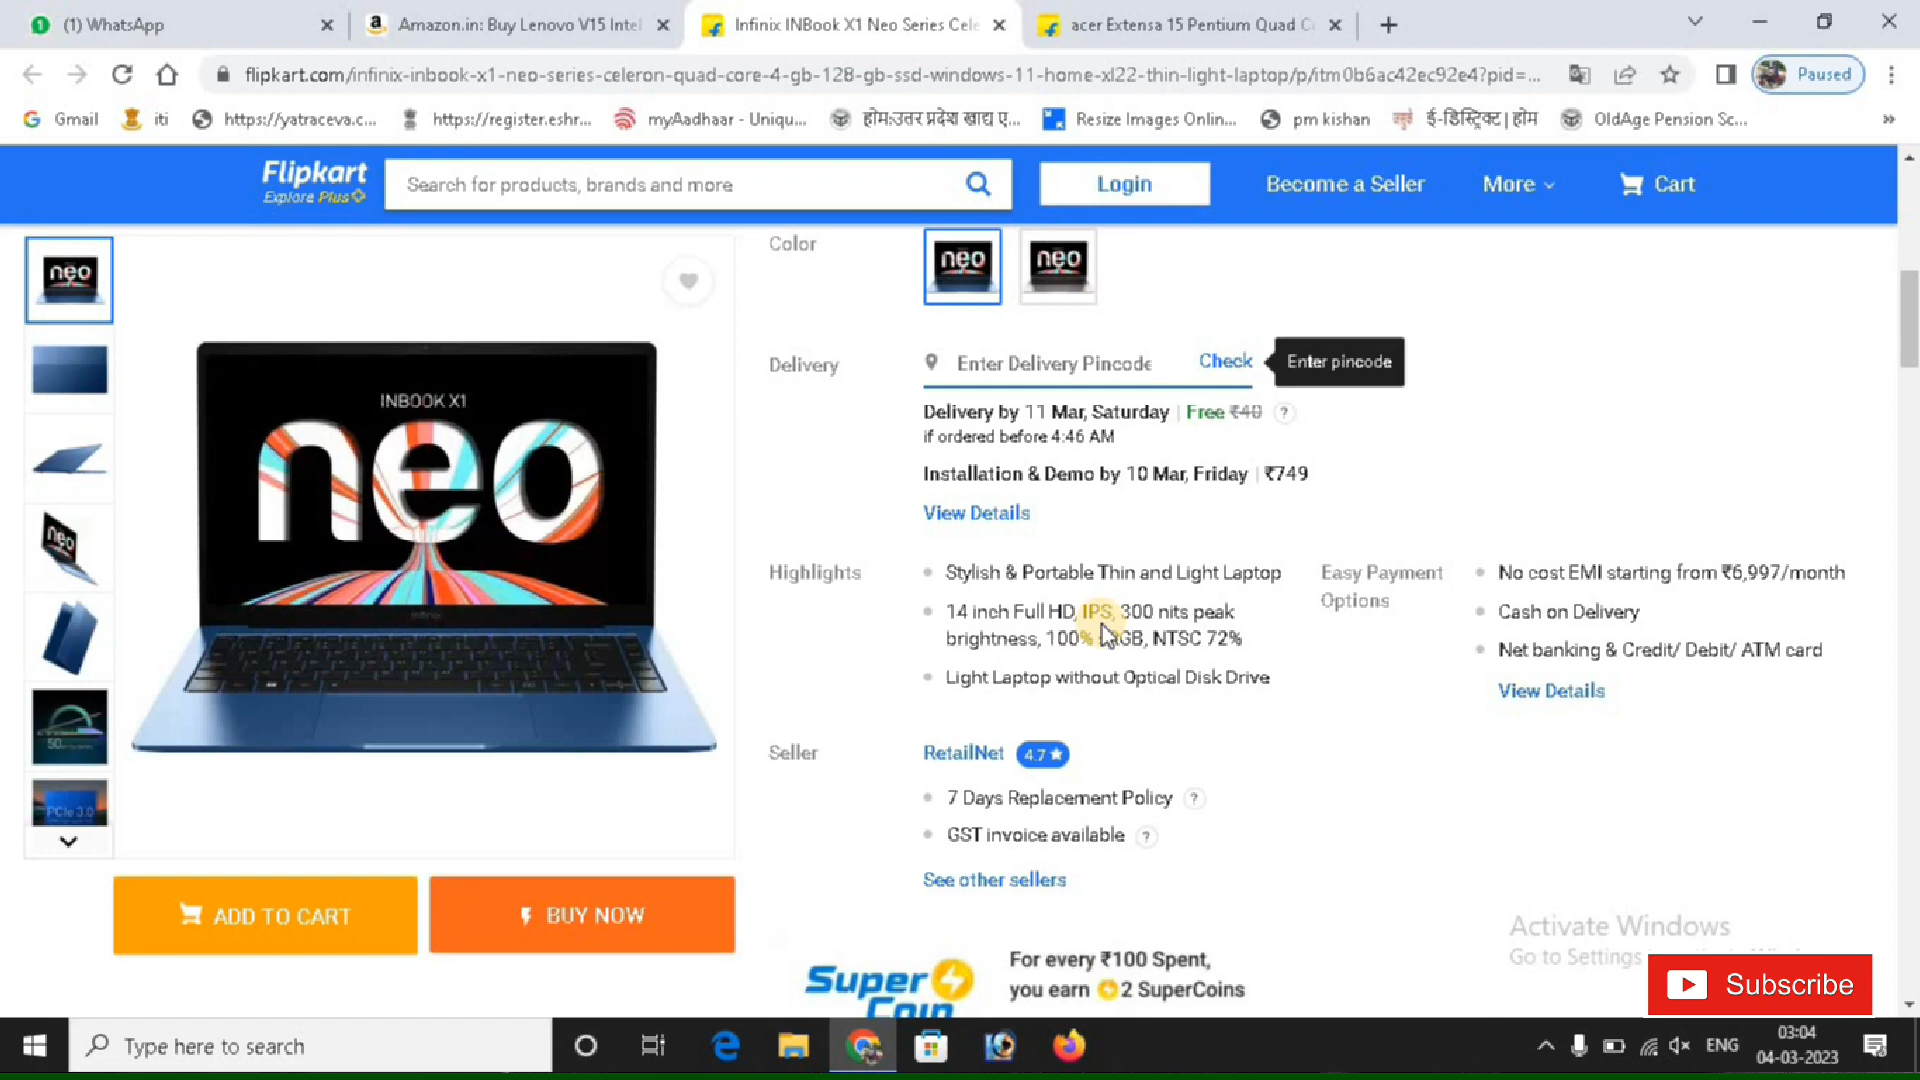 (1) WhatsApp
Amazon.in: Buy Lenovo V15 Intel
Infinix INBook X1 Neo Series Cele
acer Extensa 15 Pentium Quad C
flipkart.com/infinix-inbook-x1-neo-series-celeron-quad-core-4-gb-128-gb-ssd-windows-11-home-xl22-thin-light-laptop/p/itm0b6ac42ec92e4?pid=...
Paused
Gmail
iti
https://yatraceva.c...
https://register.eshr...
myAadhaar - Uniqu...
होम:उत्तर प्रदेश खाद्य ए...
Resize Images Onlin...
pm kishan
ई-डिस्ट्रिक्ट | होम
OldAge Pension Sc...
Flipkart
Explore Plus
Search for products, brands and more
Login
Become a Seller
More
Cart
Color
neo
neo
neo
INBOOK X1
neo
Infinix
neo
50
PCIe 3.0
Delivery
Enter Delivery Pincode
Check
Enter pincode
Delivery by 11 Mar, Saturday | Free ₹40 ?
if ordered before 4:46 AM
Installation & Demo by 10 Mar, Friday | ₹749
View Details
Highlights
Stylish & Portable Thin and Light Laptop
14 inch Full HD, IPS, 300 nits peak
brightness, 100% GB, NTSC 72%
Light Laptop without Optical Disk Drive
Easy Payment
Options
No cost EMI starting from ₹6,997/month
Cash on Delivery
Net banking & Credit/ Debit/ ATM card
View Details
Seller
RetailNet 4.7
7 Days Replacement Policy ?
GST invoice available ?
See other sellers
ADD TO CART
BUY NOW
Super
Coin
For every ₹100 Spent,
you earn 2 SuperCoins
Activate Windows
Go to Settings
Subscribe
Type here to search
ENG
03:04
04-03-2023